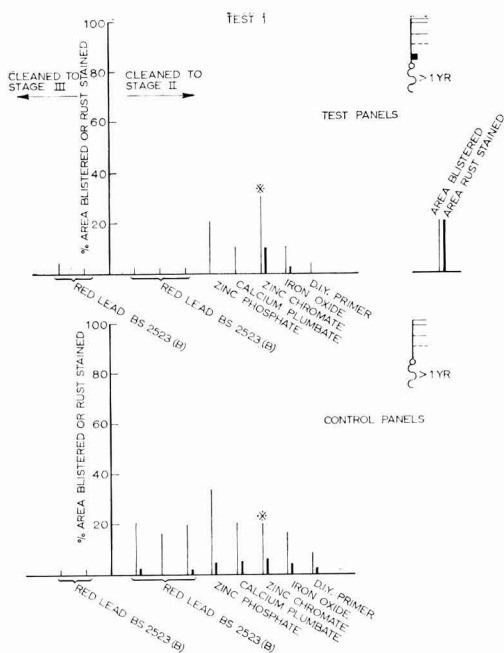 TEST 1
100
80
60
40
20
% AREA BLISTERED OR RUST STAINED
CLEANED TO STAGE III
CLEANED TO STAGE II
>1 YR
TEST PANELS
AREA BLISTERED
AREA RUST STAINED
RED LEAD BS 2523 (B)
RED LEAD BS 2523 (B)
ZINC PHOSPHATE
CALCIUM PLUMBATE
ZINC CHROMATE
IRON OXIDE
D.I.Y. PRIMER
100
80
60
40
20
% AREA BLISTERED OR RUST STAINED
>1 YR
CONTROL PANELS
RED LEAD BS 2523 (B)
RED LEAD BS 2523 (B)
ZINC PHOSPHATE
CALCIUM PLUMBATE
ZINC CHROMATE
IRON OXIDE
D.I.Y. PRIMER